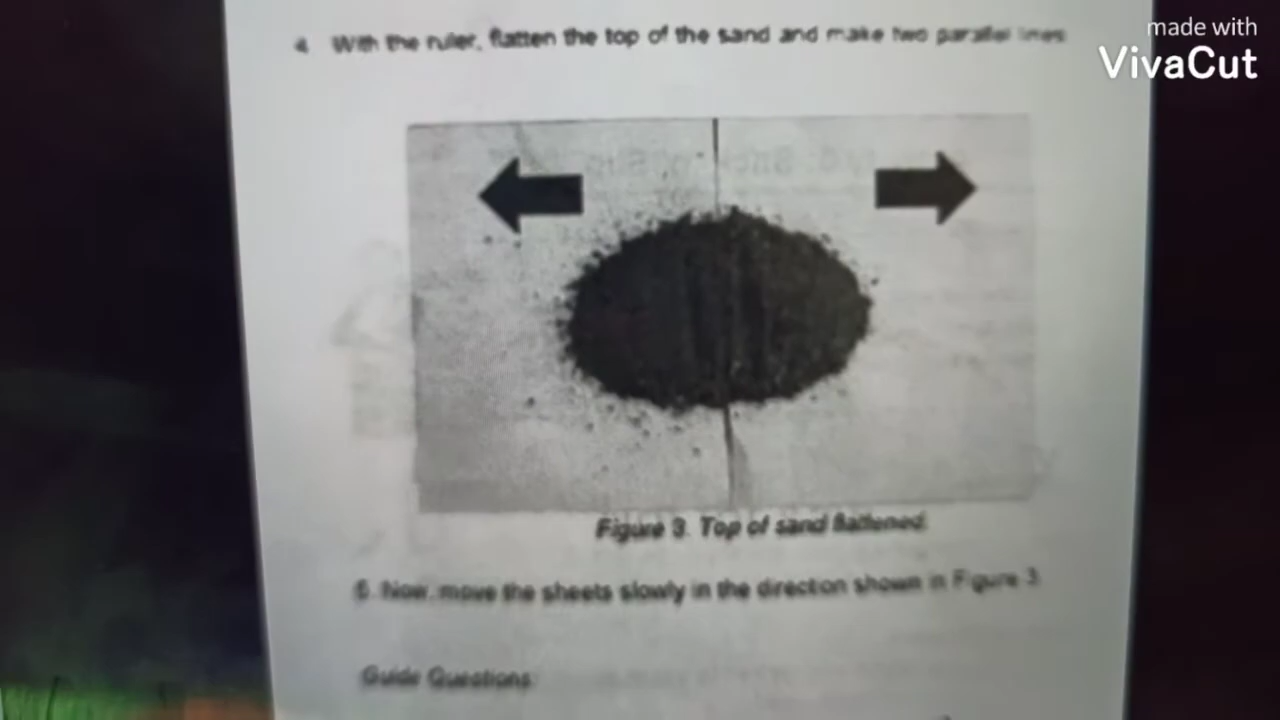 made with
VivaCut
4 With the ruler, flatten the top of the sand and make two parallel lines
Figure 3. Top of sand flattened.
5. Now, move the sheets slowly in the direction shown in Figure 3
Guide Questions